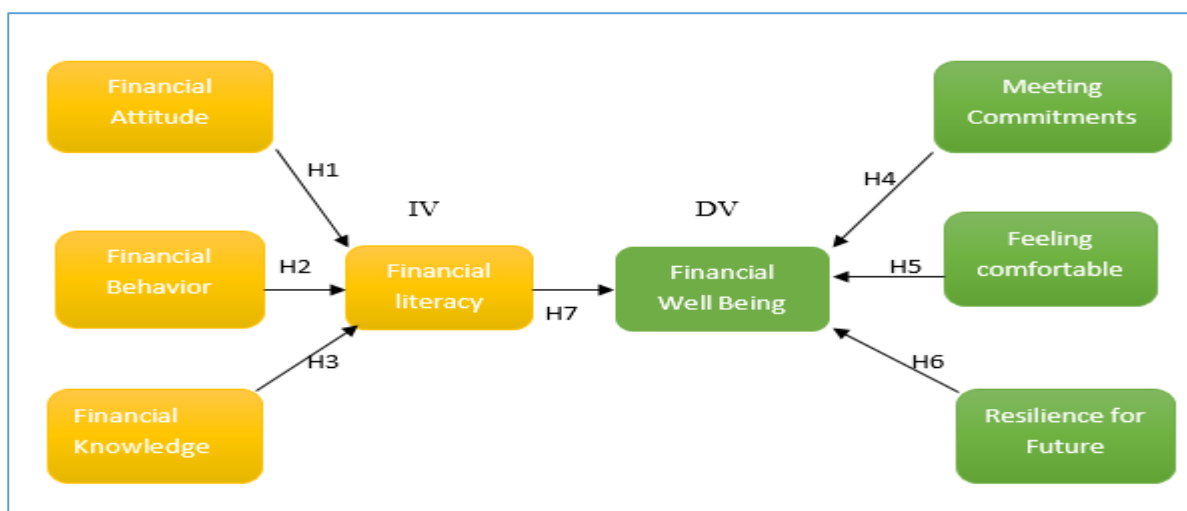 Financial
Attitude
Meeting
Commitments
H1
H4
IV
DV
Financial
Behavior
H2
Financial
literacy
H7
Financial
Well Being
H5
Feeling
comfortable
H3
H6
Financial
Knowledge
Resilience for
Future